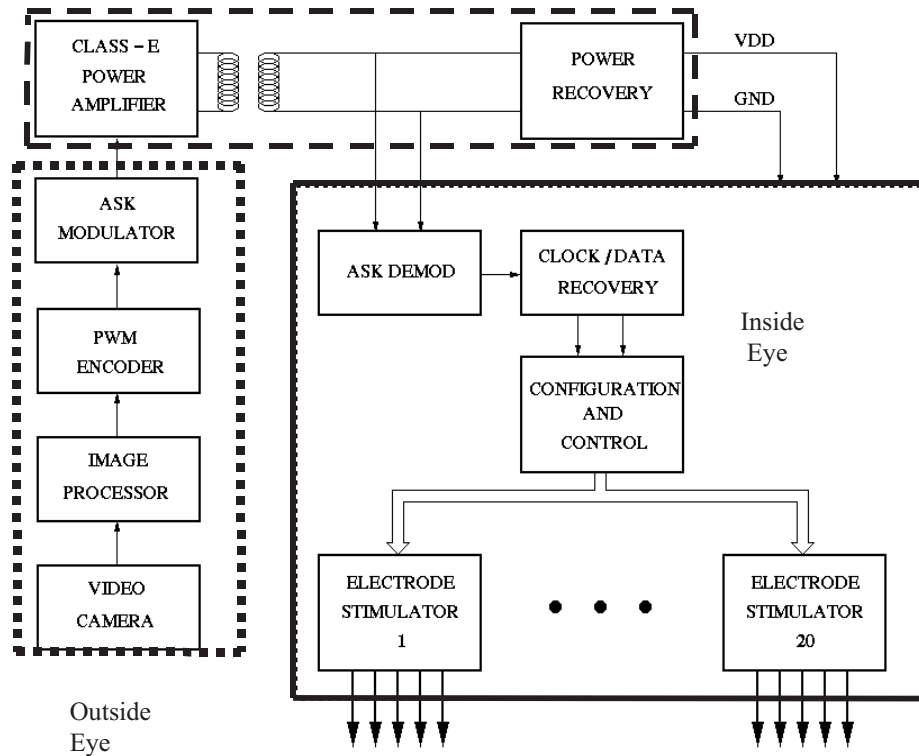 CLASS - E
POWER
AMPLIFIER
POWER
RECOVERY
VDD
GND
ASK
MODULATOR
ASK DEMOD
CLOCK / DATA
RECOVERY
Inside
Eye
PWM
ENCODER
CONFIGURATION
AND
CONTROL
IMAGE
PROCESSOR
VIDEO
CAMERA
ELECTRODE
STIMULATOR
1
ELECTRODE
STIMULATOR
20
Outside
Eye